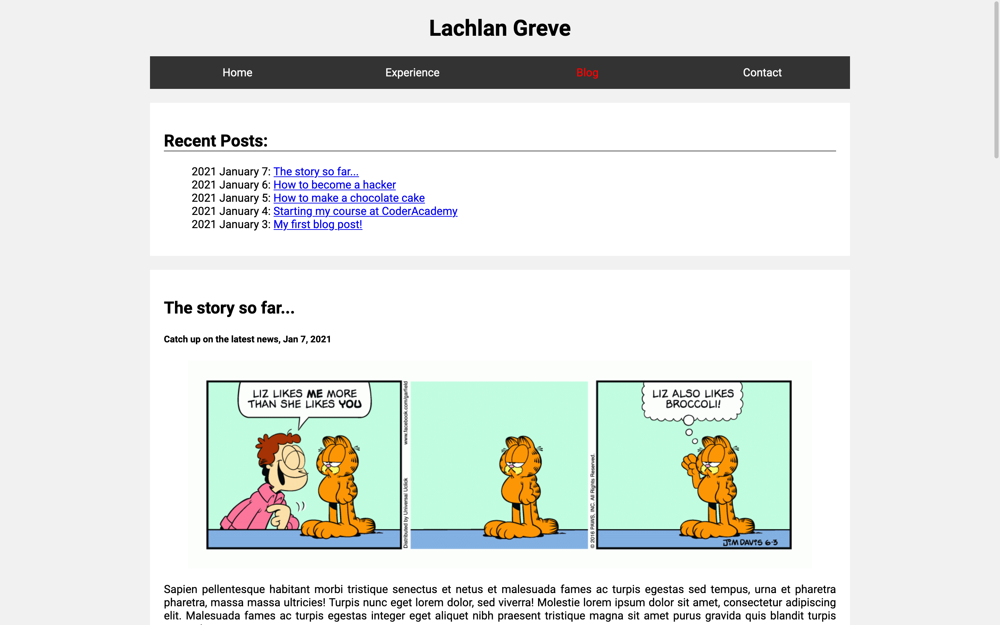 Lachlan Greve
Home Experience Blog Contact
Recent Posts:
2021 January 7: The story so far...
2021 January 6: How to become a hacker
2021 January 5: How to make a chocolate cake
2021 January 4: Starting my course at CoderAcademy
2021 January 3: My first blog post!
The story so far...
Catch up on the latest news, Jan 7, 2021
LIZ LIKES ME MORE
THAN SHE LIKES YOU
www.facebook.com/garfield
Distributed by Universal Uclick
© 2016 PAWS, INC. All Rights Reserved.
LIZ ALSO LIKES
BROCCOLI!
JIM DAVIS 6-3
Sapien pellentesque habitant morbi tristique senectus et netus et malesuada fames ac turpis egestas sed tempus, urna et pharetra
pharetra, massa massa ultricies! Turpis nunc eget lorem dolor, sed viverra! Molestie lorem ipsum dolor sit amet, consectetur adipiscing
elit. Malesuada fames ac turpis egestas integer eget aliquet nibh praesent tristique magna sit amet purus gravida quis blandit turpis